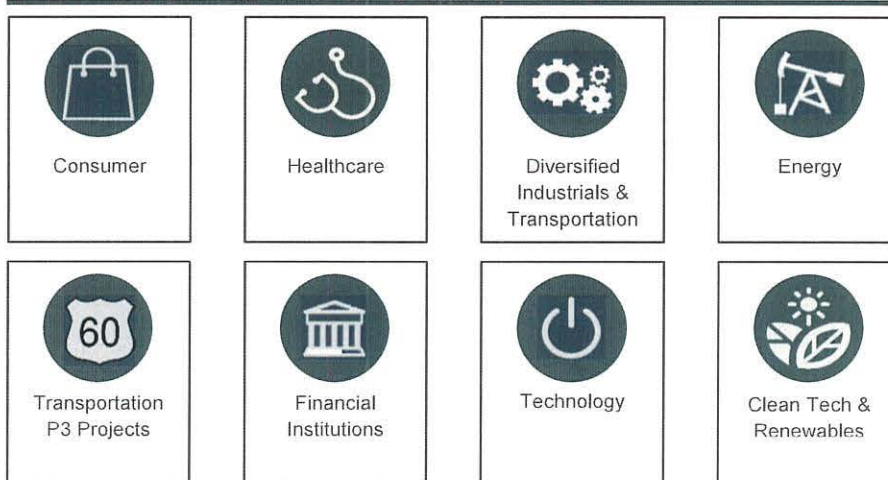 Consumer
Healthcare
Diversified
Industrials &
Transportation
Energy
60
Transportation
P3 Projects
Financial
Institutions
Technology
Clean Tech &
Renewables